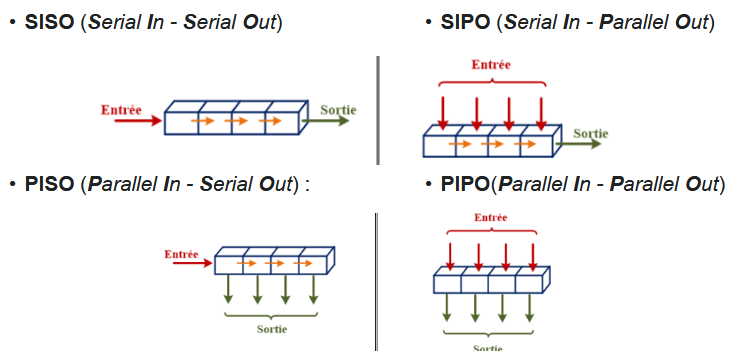 • SISO (Serial In - Serial Out)
• SIPO (Serial In - Parallel Out)
Entrée
Entrée
Sortie
Sortie
• PISO (Parallel In - Serial Out) :
• PIPO(Parallel In - Parallel Out)
Entrée
Entrée
Sortie
Sortie